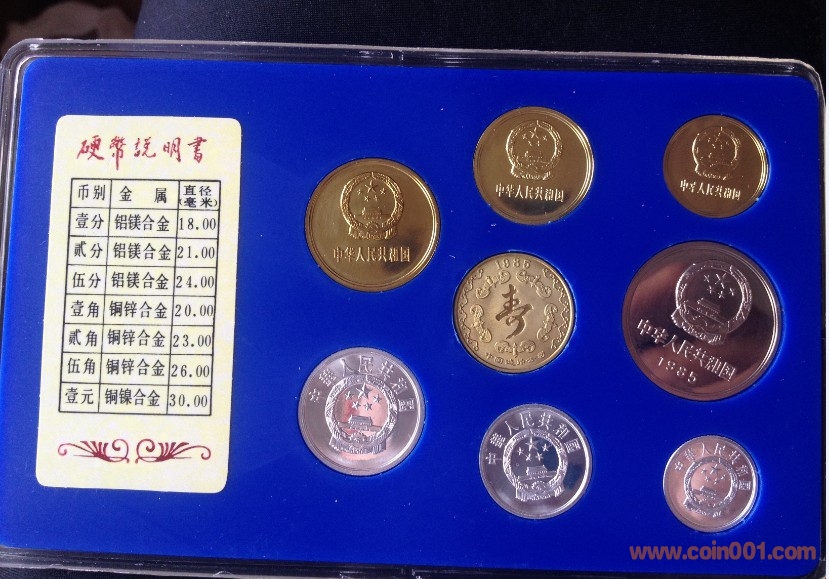 硬幣説明書
币别 金属 直径(毫米)
壹分 铝镁合金 18.00
贰分 铝镁合金 21.00
伍分 铝镁合金 24.00
壹角 铜锌合金 20.00
贰角 铜锌合金 23.00
伍角 铜锌合金 26.00
壹元 铜镍合金 30.00
中华人民共和国
中华人民共和国
中华人民共和国
1985
寿
中华人民共和国
1985
中華人民共和国
中華人民共和国
中華人民共和国
www.coin001.com